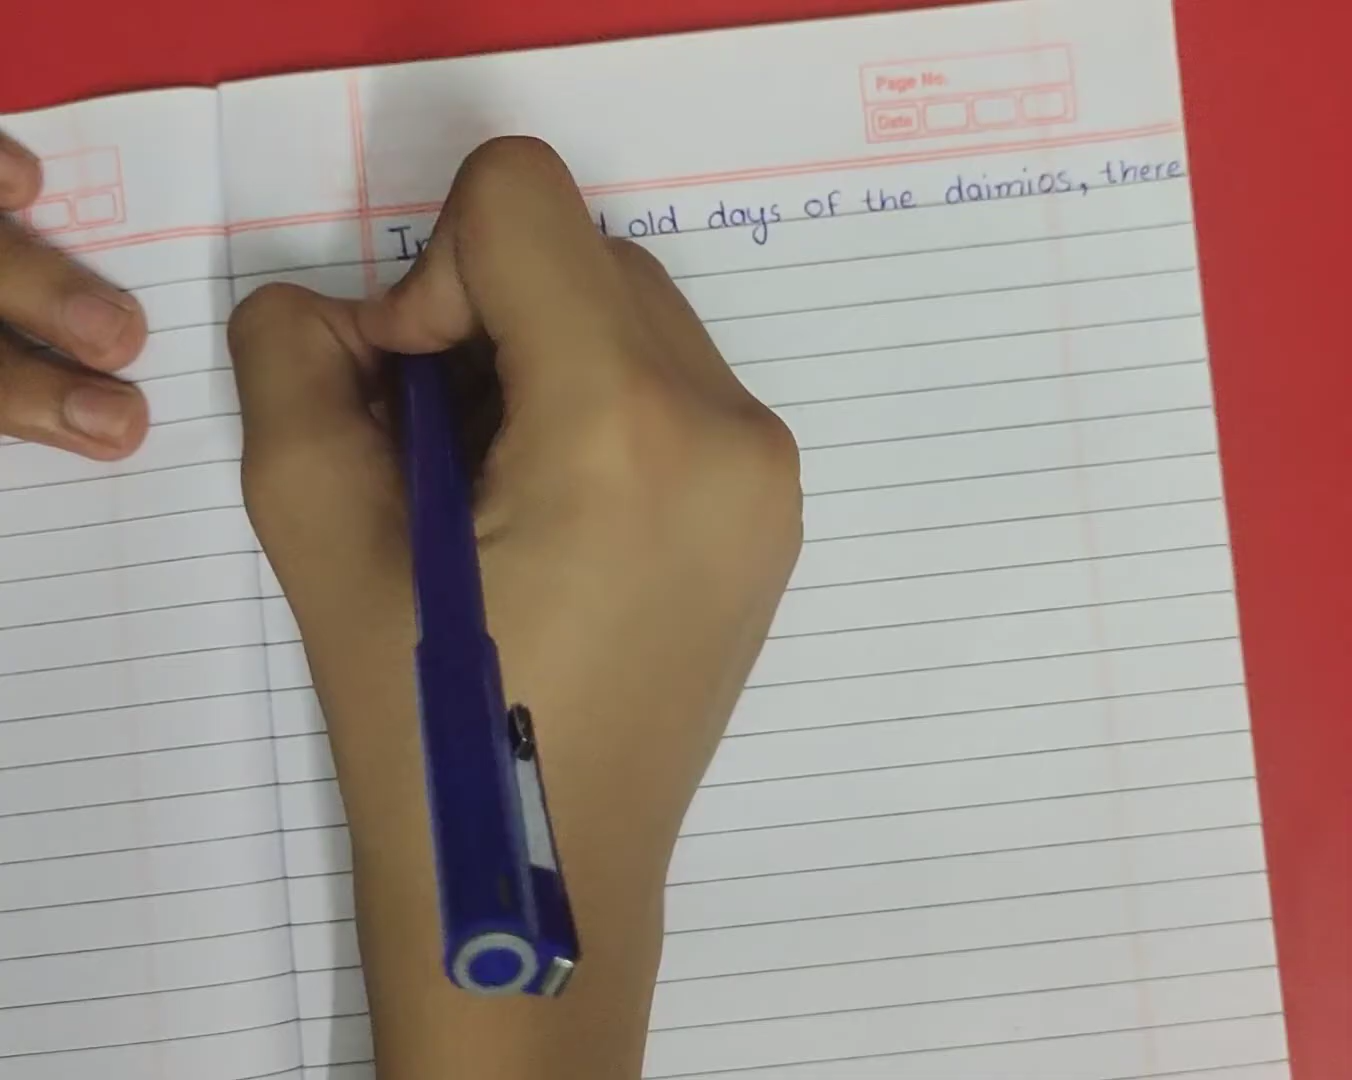 Page No.
Date
old days of the daimios, there